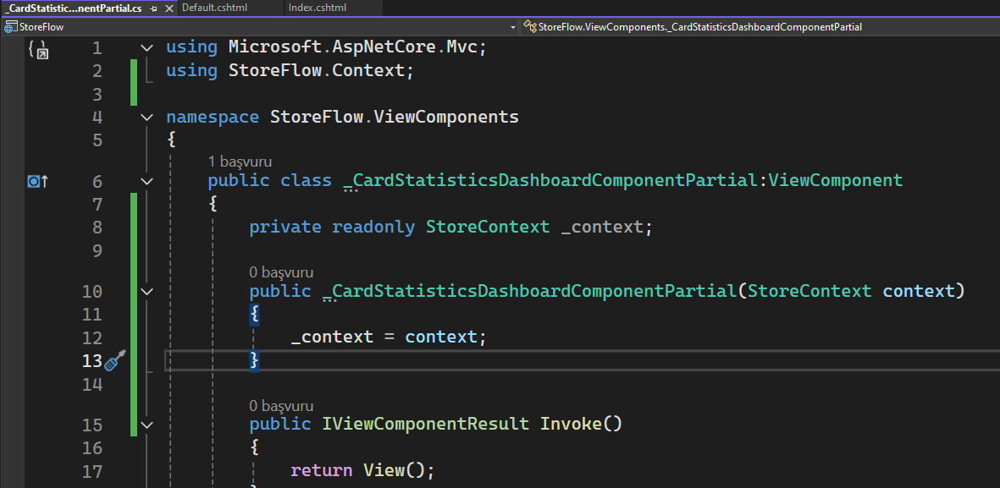 _CardStatistic...nentPartial.cs Default.cshtml Index.cshtml
StoreFlow StoreFlow.ViewComponents._CardStatisticsDashboardComponentPartial
1 using Microsoft.AspNetCore.Mvc;
2 using StoreFlow.Context;
3
4 namespace StoreFlow.ViewComponents
5 {
1 başvuru
6 public class _CardStatisticsDashboardComponentPartial:ViewComponent
7 {
8 private readonly StoreContext _context;
9
0 başvuru
10 public _CardStatisticsDashboardComponentPartial(StoreContext context)
11 {
12 _context = context;
13 }
14
0 başvuru
15 public IViewComponentResult Invoke()
16 {
17 return View();